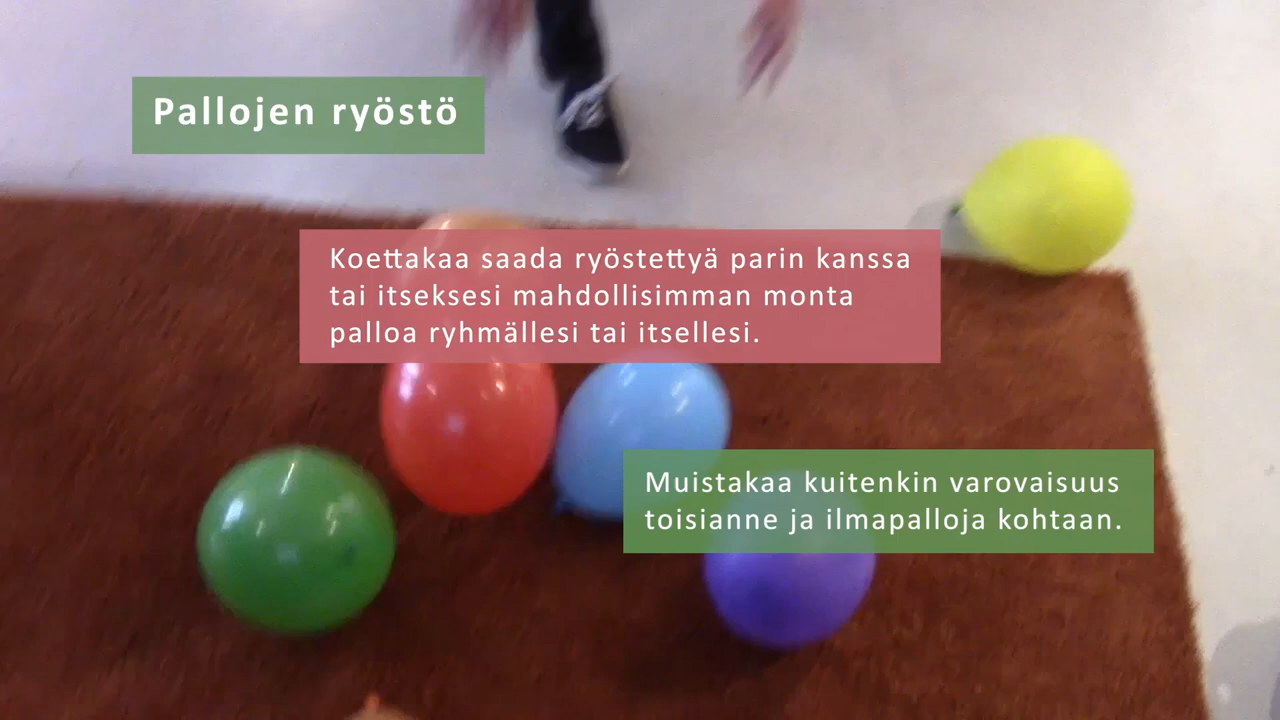 Pallojen ryöstö
Koettakaa saada ryöstettyä parin kanssa
tai itseksesi mahdollisimman monta
palloa ryhmällesi tai itsellesi.
Muistakaa kuitenkin varovaisuus
toisianne ja ilmapalloja kohtaan.